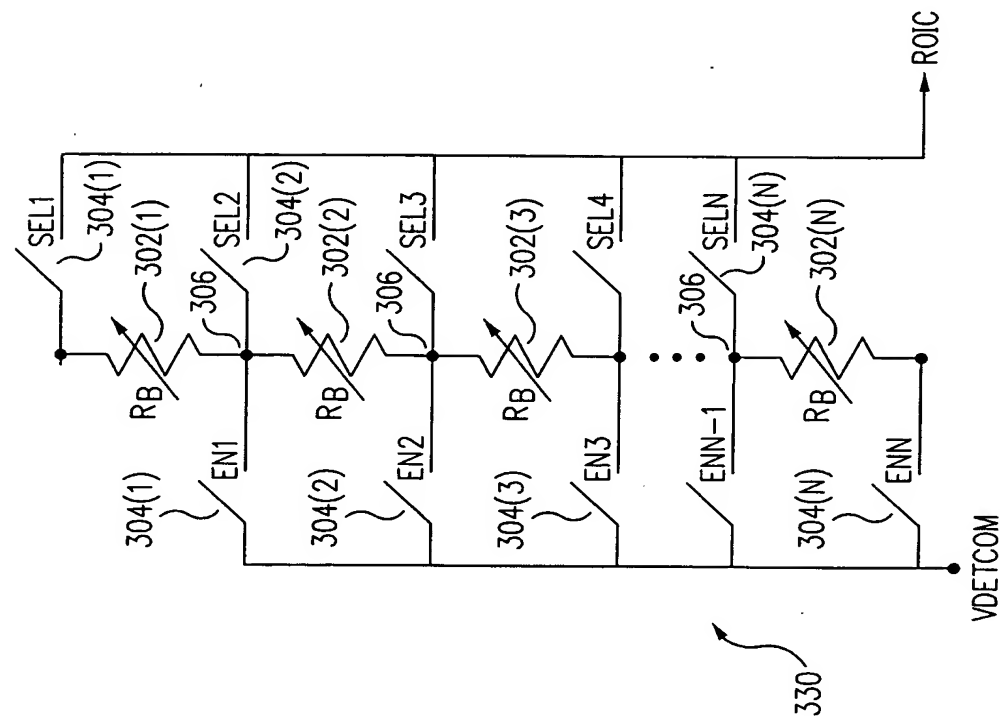 SEL1
304(1)
302(1)
RB
306
SEL2
304(2)
304(1)
EN1
302(2)
RB
306
SEL3
304(2)
EN2
302(3)
RB
SEL4
304(3)
EN3
306
SELN
304(N)
ENN-1
302(N)
RB
304(N)
ENN
VDETCOM
ROIC
330